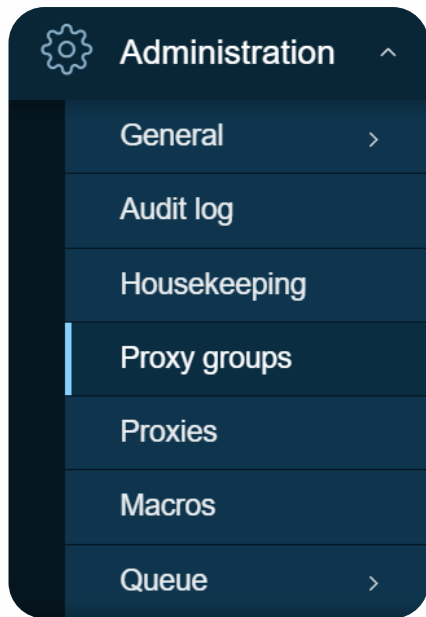 Administration
General
Audit log
Housekeeping
Proxy groups
Proxies
Macros
Queue